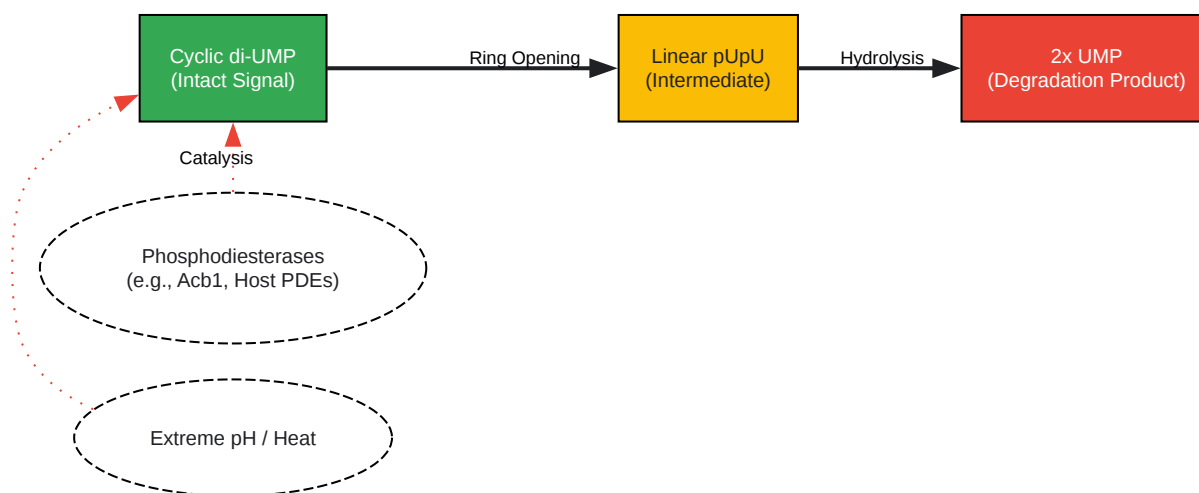 Cyclic di-UMP
(Intact Signal)
Ring Opening
Linear pUpU
(Intermediate)
Hydrolysis
2x UMP
(Degradation Product)
Catalysis
Phosphodiesterases
(e.g., Acb1, Host PDEs)
Extreme pH / Heat